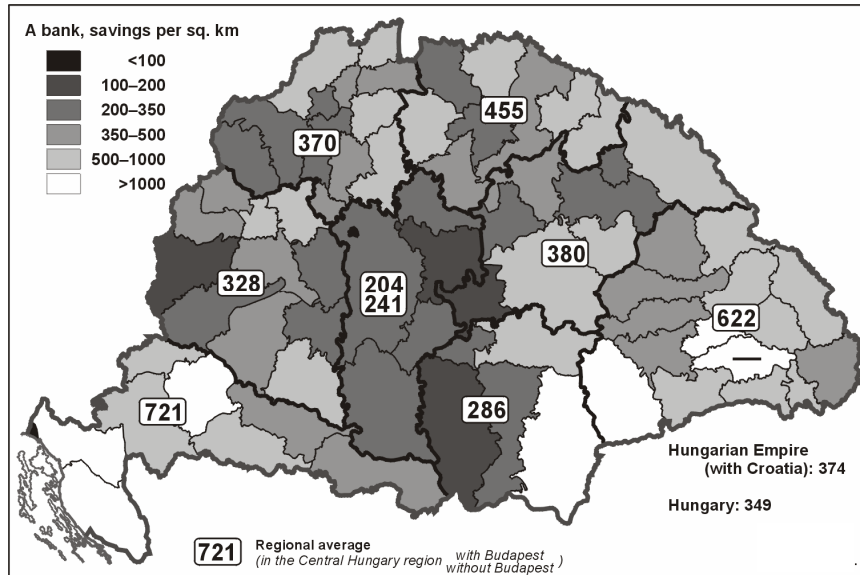 A bank, savings per sq. km
<100
100–200
200–350
350–500
500–1000
>1000
455
370
380
328
204
241
622
721
286
Hungarian Empire
(with Croatia): 374
Hungary: 349
721
Regional average
(in the Central Hungary region with Budapest
without Budapest)